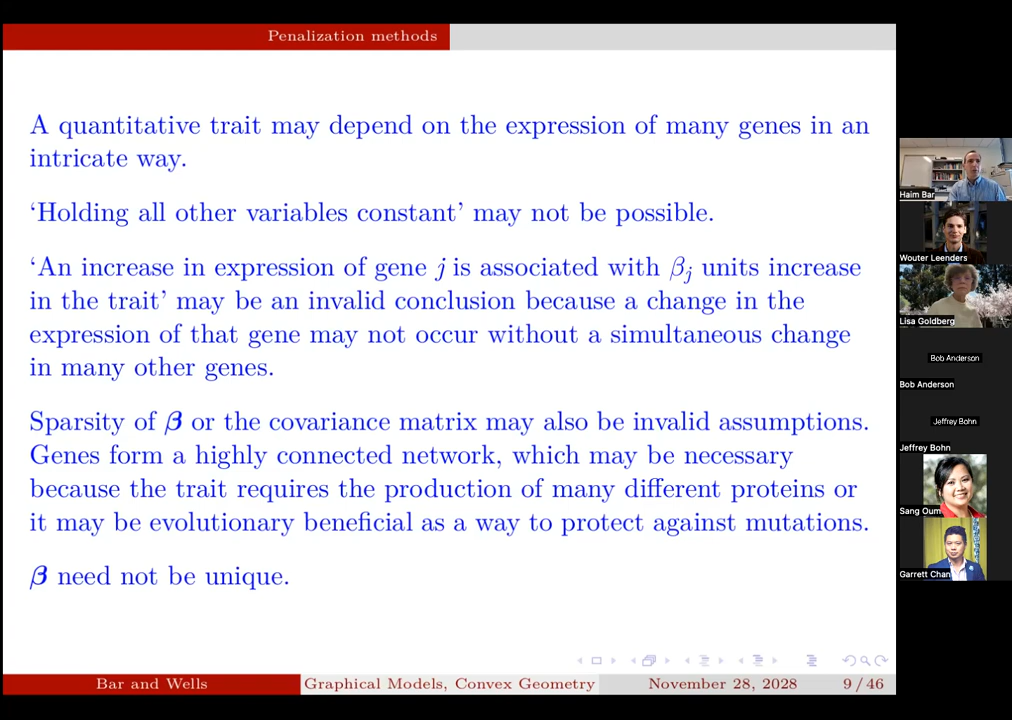 Penalization methods
A quantitative trait may depend on the expression of many genes in an
intricate way.
‘Holding all other variables constant’ may not be possible.
‘An increase in expression of gene j is associated with βj units increase
in the trait’ may be an invalid conclusion because a change in the
expression of that gene may not occur without a simultaneous change
in many other genes.
Sparsity of β or the covariance matrix may also be invalid assumptions.
Genes form a highly connected network, which may be necessary
because the trait requires the production of many different proteins or
it may be evolutionary beneficial as a way to protect against mutations.
β need not be unique.
Bar and Wells
Graphical Models, Convex Geometry
November 28, 2028
9 / 46
Haim Bar
Wouter Leenders
Lisa Goldberg
Bob Anderson
Bob Anderson
Jeffrey Bohn
Jeffrey Bohn
Sang Oum
Garrett Chan